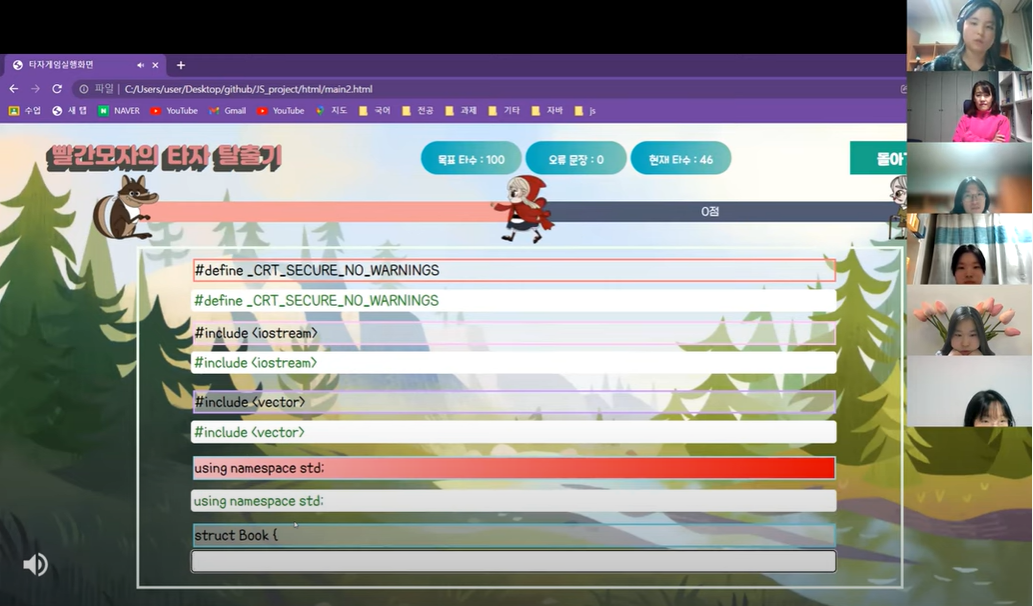 타자게임실행화면
파일 C:/Users/user/Desktop/github/JS_project/html/main2.html
수업 새 탭 NAVER YouTube Gmail YouTube 지도 국어 전공 과제 기타 자바 js
빨간모자의 타자 탈출기 목표 타수 : 100 오류 문장 : 0 현재 타수 : 46
0점
#define _CRT_SECURE_NO_WARNINGS
#define _CRT_SECURE_NO_WARNINGS
#include <iostream>
#include <iostream>
#include <vector>
#include <vector>
using namespace std;
using namespace std;
struct Book {